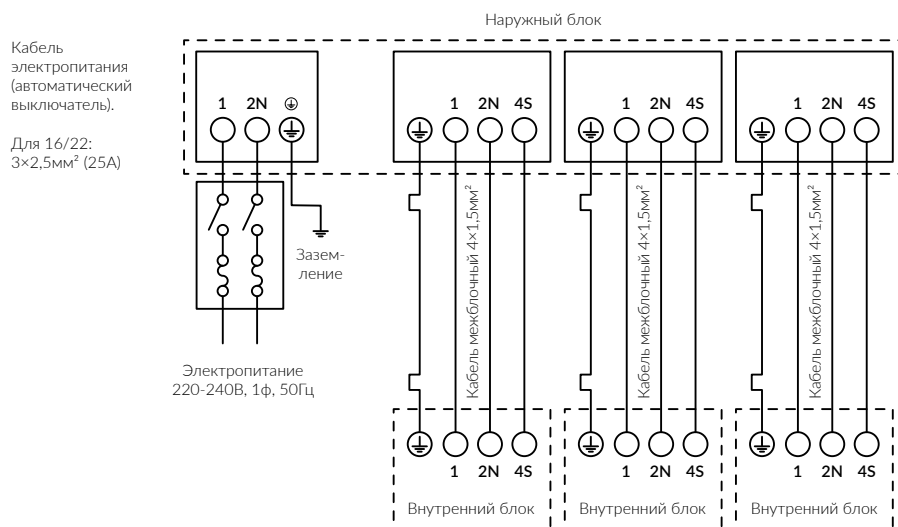 Наружный блок
Кабель
электропитания
(автоматический
выключатель).
Для 16/22:
3×2,5мм² (25А)
1 2N
1 2N 4S
1 2N 4S
1 2N 4S
Зазем-
ление
Кабель межблочный 4×1,5мм²
Кабель межблочный 4×1,5мм²
Кабель межблочный 4×1,5мм²
Электропитание
220-240В, 1ф, 50Гц
1 2N 4S
1 2N 4S
1 2N 4S
Внутренний блок
Внутренний блок
Внутренний блок